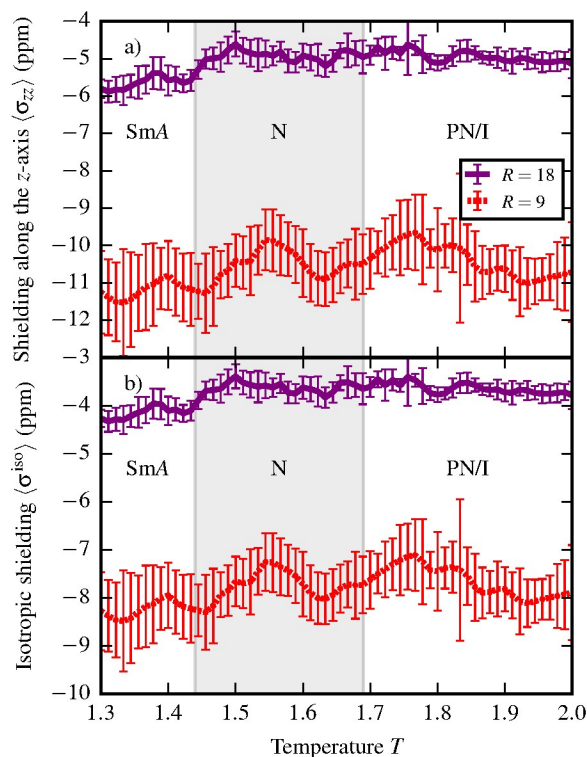 Shielding along the z-axis ⟨σzz⟩ (ppm)
−4
−5
−6
−7
−8
−9
−10
−11
−12
a)
SmA
N
PN/I
R = 18
R = 9
Isotropic shielding ⟨σ^iso⟩ (ppm)
−3
−4
−5
−6
−7
−8
−9
−10
b)
SmA
N
PN/I
1.3
1.4
1.5
1.6
1.7
1.8
1.9
2.0
Temperature T